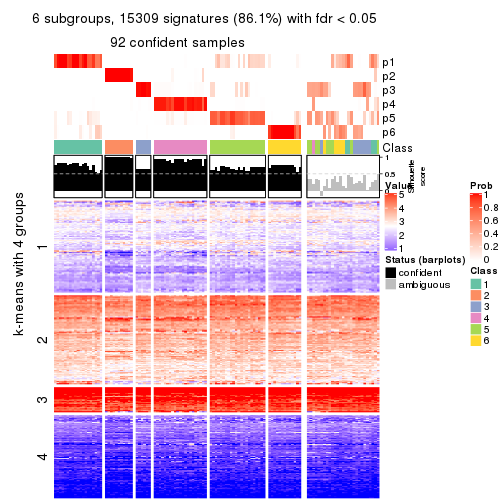 6 subgroups, 15309 signatures (86.1%) with fdr < 0.05
92 confident samples
p1
p2
p3
p4
p5
p6
Class
1
0.5
0
Silhouette
score
k-means with 4 groups
1
2
3
4
Value
5
4
3
2
1
Status (barplots)
confident
ambiguous
Prob
1
0.8
0.6
0.4
0.2
0
Class
1
2
3
4
5
6